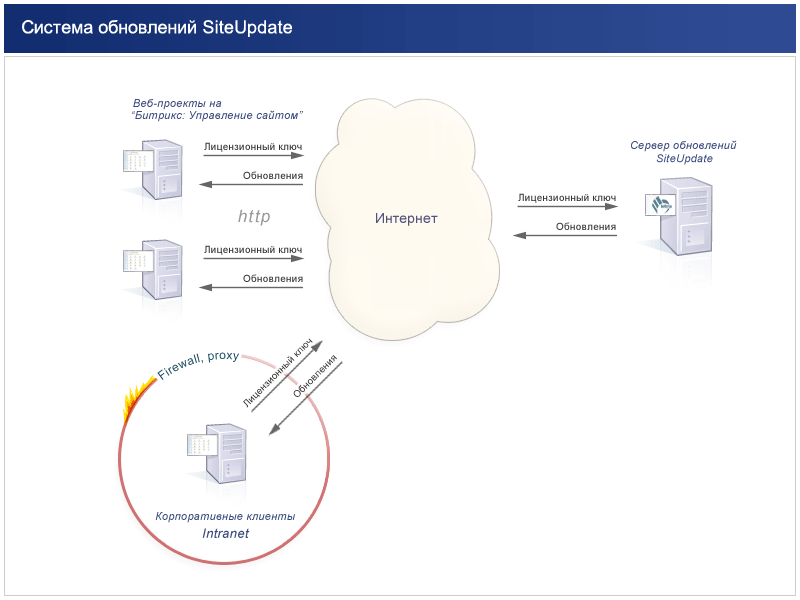 Система обновлений SiteUpdate
Веб-проекты на
“Битрикс: Управление сайтом”
Лицензионный ключ
Обновления
http
Лицензионный ключ
Обновления
Интернет
Сервер обновлений
SiteUpdate
Лицензионный ключ
Обновления
Firewall, proxy
Лицензионный ключ
Обновления
Корпоративные клиенты
Intranet